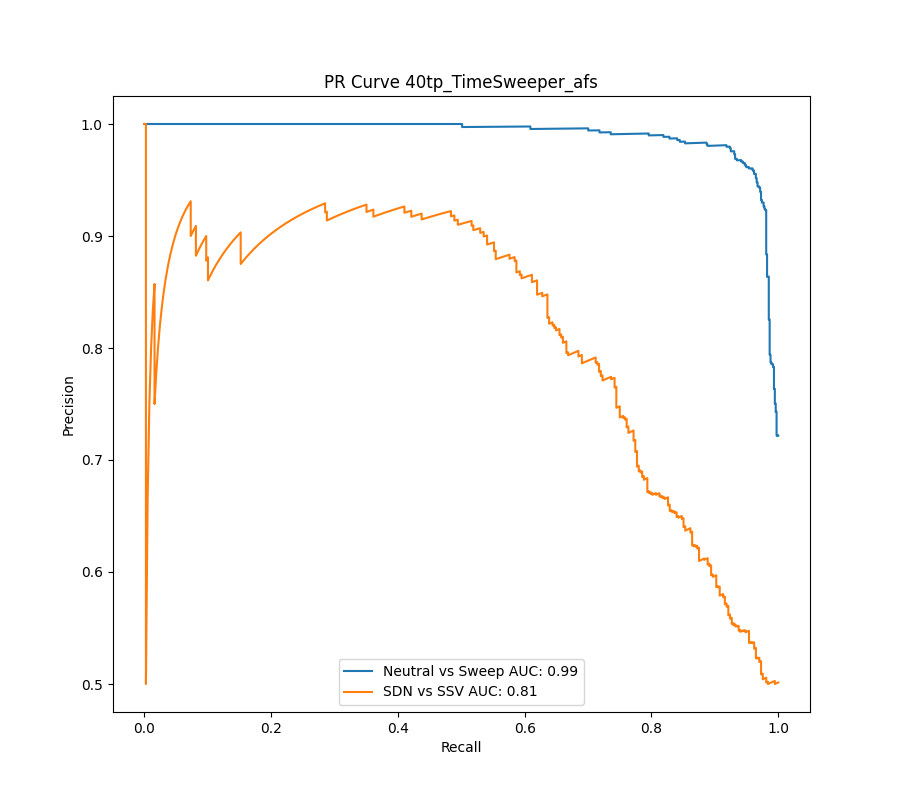 PR Curve 40tp_TimeSweeper_afs
1.0
0.9
0.8
0.7
0.6
0.5
Precision
Neutral vs Sweep AUC: 0.99
SDN vs SSV AUC: 0.81
0.0 0.2 0.4 0.6 0.8 1.0
Recall